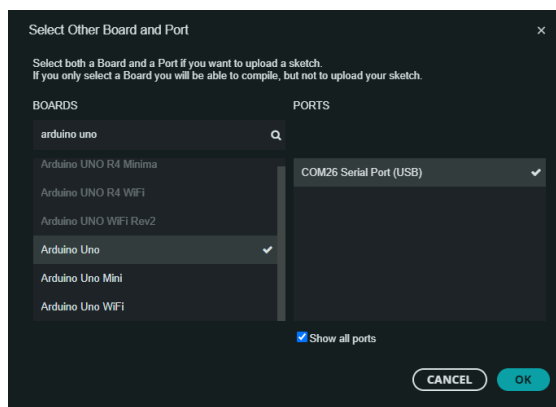 Select Other Board and Port
Select both a Board and a Port if you want to upload a sketch.
If you only select a Board you will be able to compile, but not to upload your sketch.
BOARDS
arduino uno
Arduino UNO R4 Minima
Arduino UNO R4 WiFi
Arduino UNO WiFi Rev2
Arduino Uno
Arduino Uno Mini
Arduino Uno WiFi
PORTS
COM26 Serial Port (USB)
Show all ports
CANCEL
OK